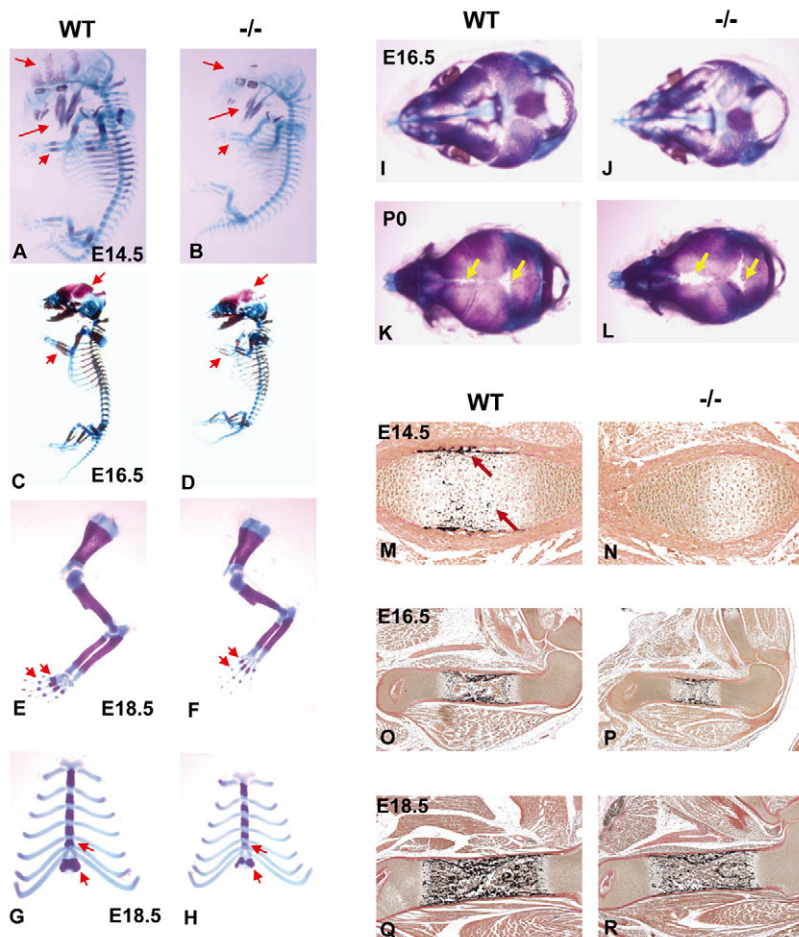 WT -/- WT -/-
E16.5
I J
A E14.5 B
P0
K L
C E16.5 D
WT -/-
E14.5
M N
E E18.5 F
E16.5
O P
G E18.5 H
E18.5
Q R